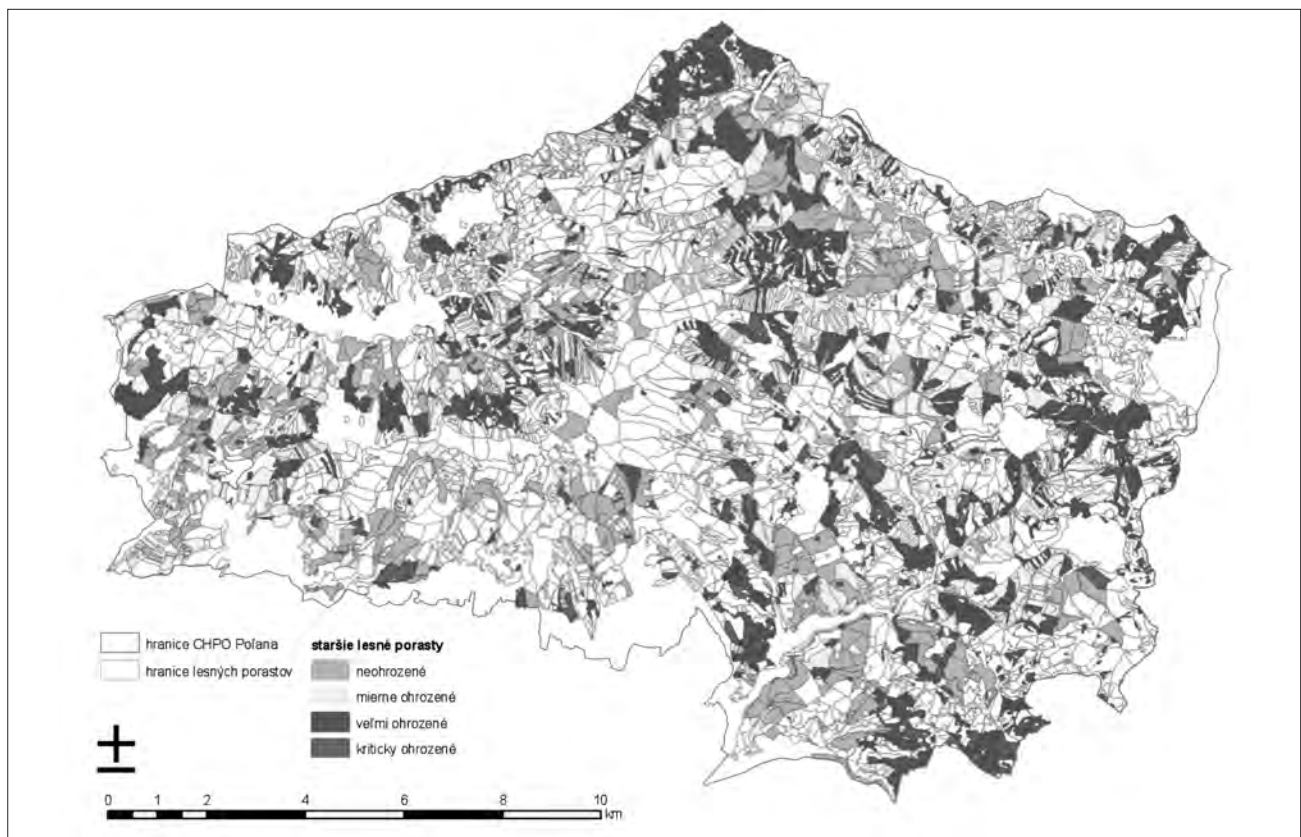 hranice CHPO Poľana
hranice lesných porastov
staršie lesné porasty
neohrozené
mierne ohrozené
veľmi ohrozené
kriticky ohrozené
0 1 2 4 6 8 10
km